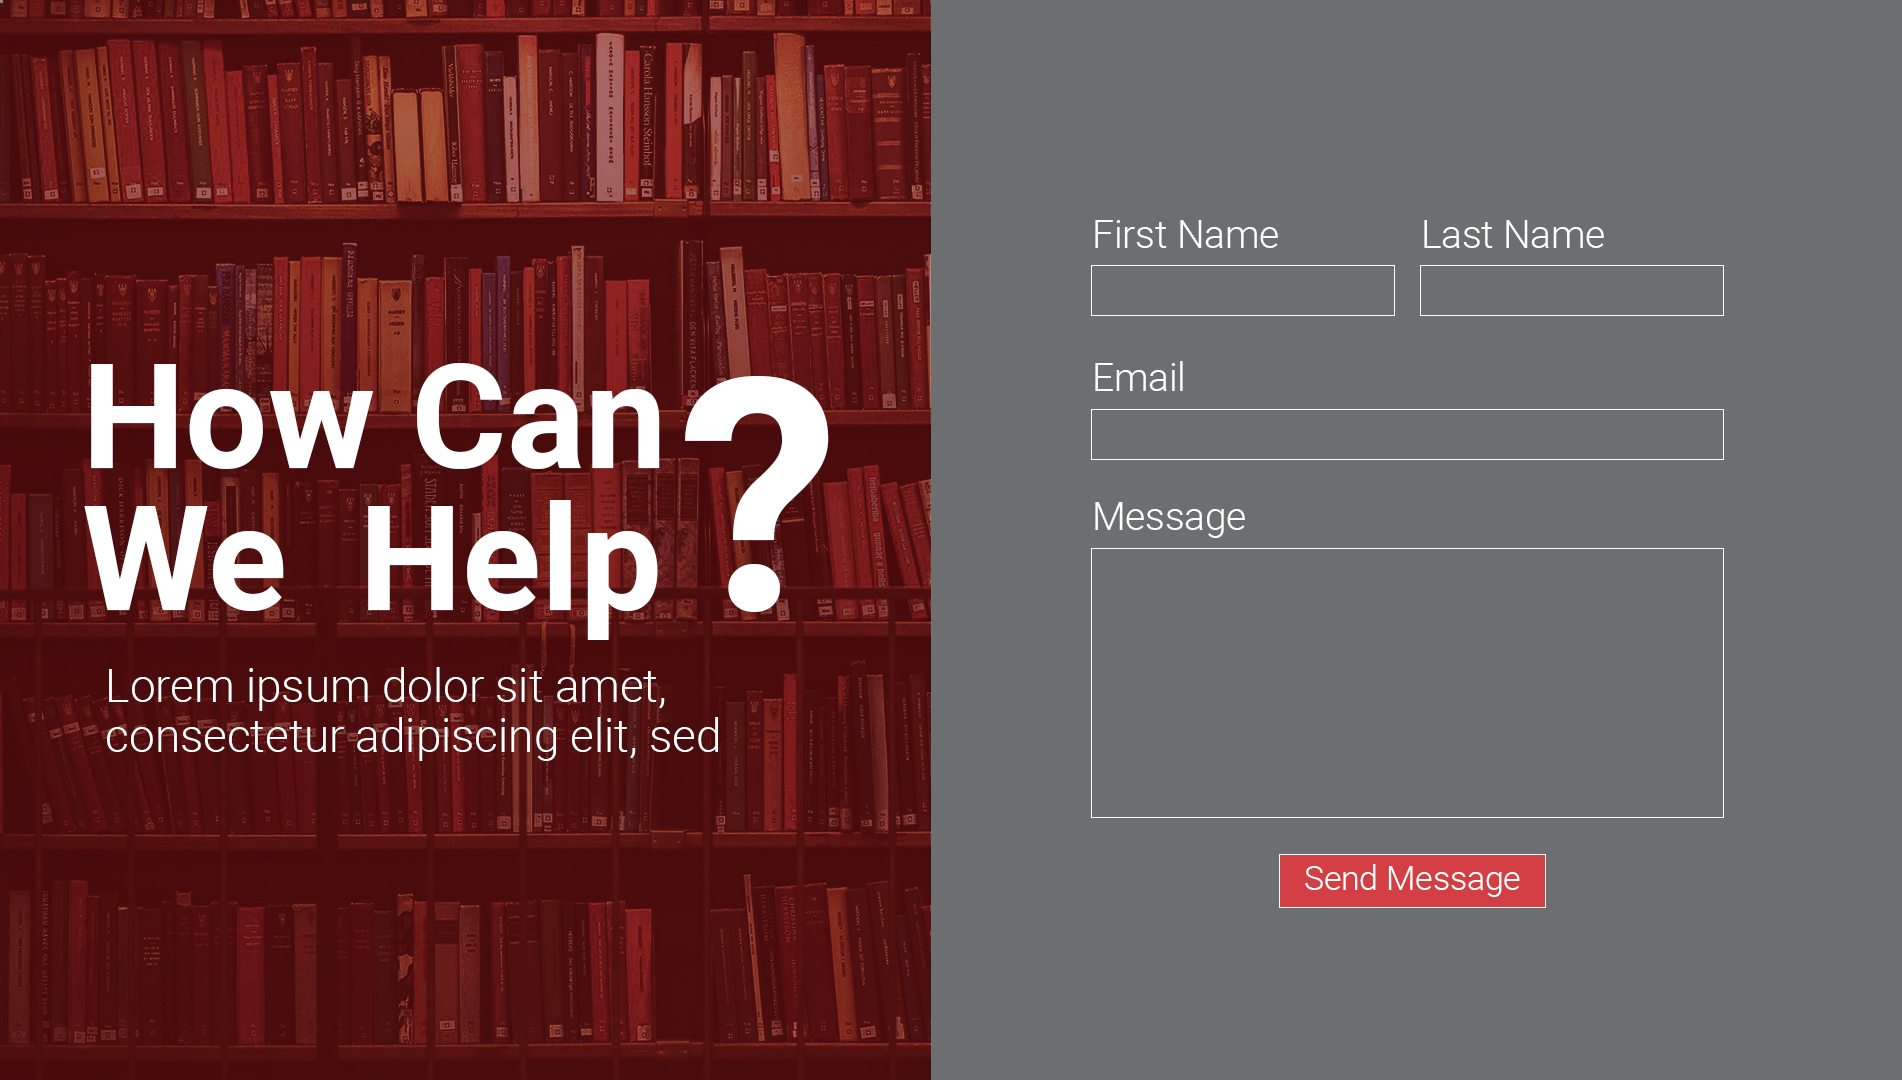 How Can
We Help?
Lorem ipsum dolor sit amet,
consectetur adipiscing elit, sed
First Name
Last Name
Email
Message
Send Message